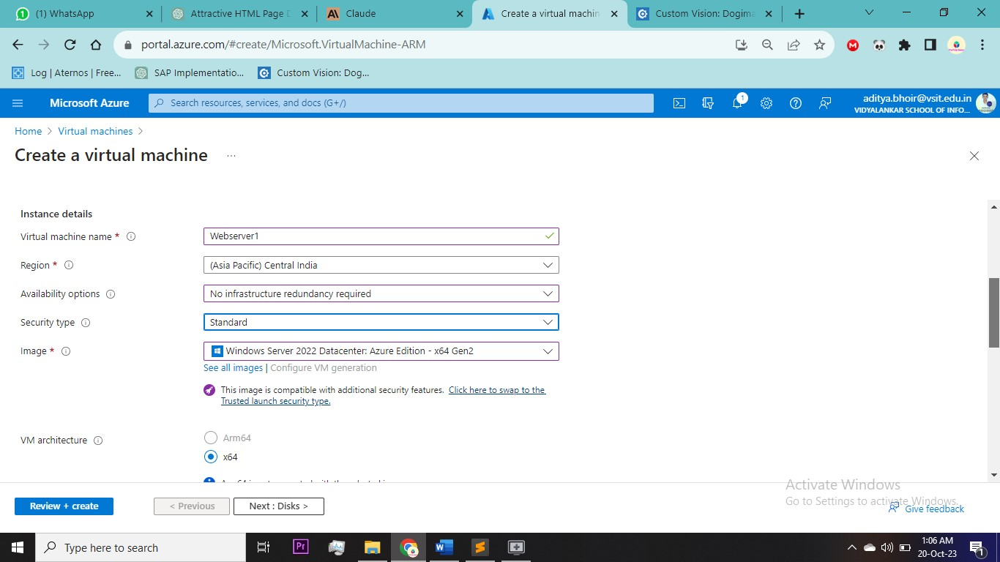 (1) WhatsApp
Attractive HTML Page D
Claude
Create a virtual machin
Custom Vision: Dogima
portal.azure.com/#create/Microsoft.VirtualMachine-ARM
Log | Aternos | Free...
SAP Implementatio...
Custom Vision: Dog...
Microsoft Azure
Search resources, services, and docs (G+/)
1
aditya.bhoir@vsit.edu.in
VIDYALANKAR SCHOOL OF INFO...
Home > Virtual machines >
Create a virtual machine ...
Instance details
Virtual machine name *
Webserver1
Region *
(Asia Pacific) Central India
Availability options
No infrastructure redundancy required
Security type
Standard
Image *
Windows Server 2022 Datacenter: Azure Edition - x64 Gen2
See all images | Configure VM generation
This image is compatible with additional security features. Click here to swap to the
Trusted launch security type.
VM architecture
Arm64
x64
Activate Windows
Go to Settings to activate Windows.
Review + create
< Previous
Next : Disks >
Give feedback
Type here to search
Pr
1:06 AM
20-Oct-23
1